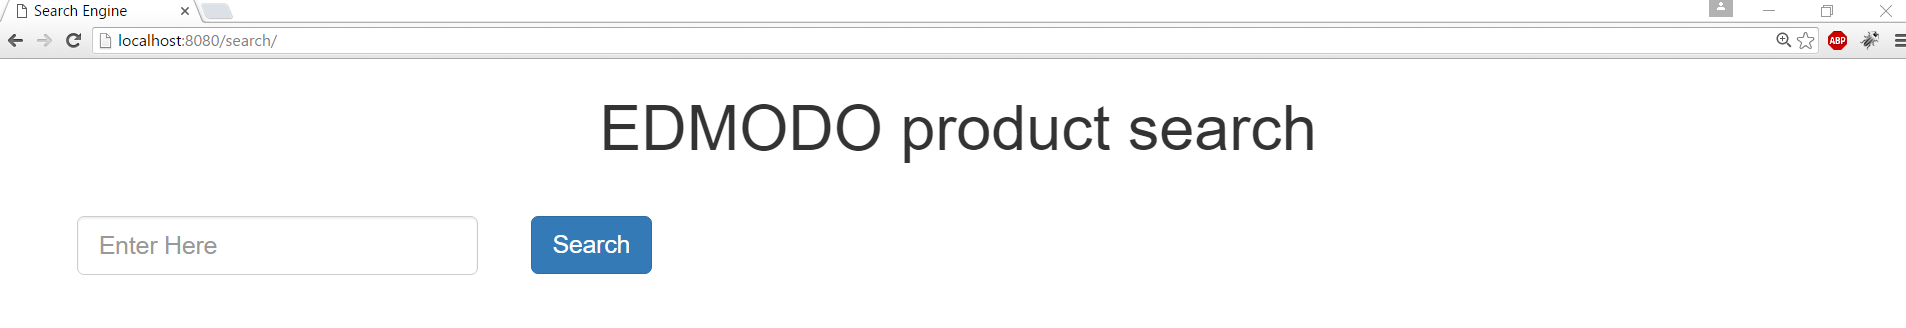 Search Engine
localhost:8080/search/
ABP
EDMODO product search
Enter Here
Search